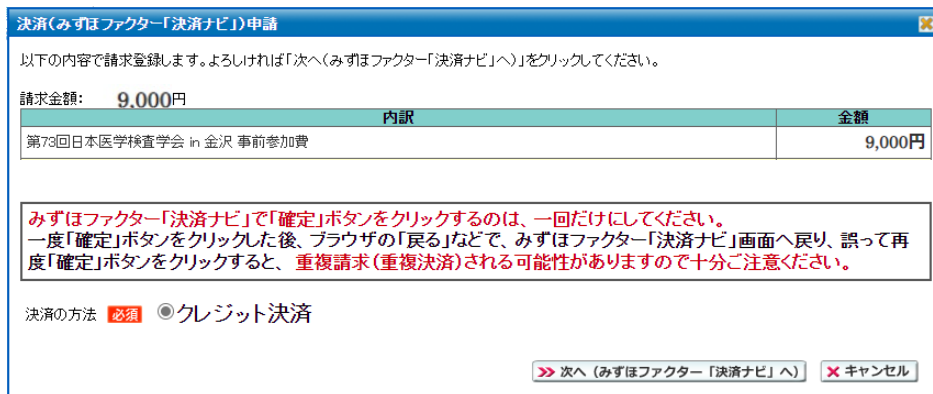 決済(みずほファクター「決済ナビ」)申請
以下の内容で請求登録します。よろしければ「次へ(みずほファクター「決済ナビ」へ)」をクリックしてください。
請求金額: 9,000円
内訳 金額
第73回日本医学検査学会 in 金沢 事前参加費 9,000円
みずほファクター「決済ナビ」で「確定」ボタンをクリックするのは、一回だけにしてください。
一度「確定」ボタンをクリックした後、ブラウザの「戻る」などで、みずほファクター「決済ナビ」画面へ戻り、誤って再
度「確定」ボタンをクリックすると、重複請求(重複決済)される可能性がありますので十分ご注意ください。
決済の方法 必須 クレジット決済
次へ (みずほファクター「決済ナビ」へ) キャンセル